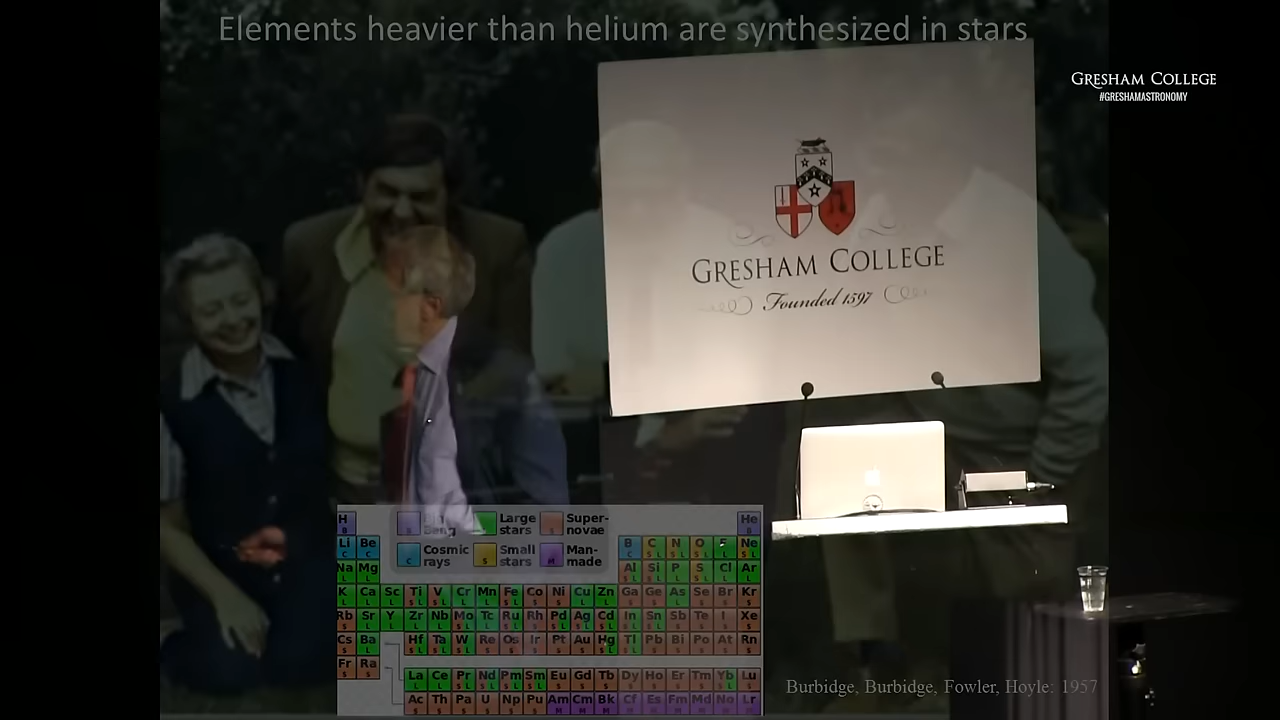 Elements heavier than helium are synthesized in stars
GRESHAM COLLEGE
#GRESHAMASTRONOMY
GRESHAM COLLEGE
Founded 1597
H He
Large stars Super-novae
Cosmic rays Small stars Man-made
Li Be B C N O F Ne
Na Mg Al Si P S Cl Ar
K Ca Sc Ti V Cr Mn Fe Co Ni Cu Zn Ga Ge As Se Br Kr
Rb Sr Y Zr Nb Mo Tc Ru Rh Pd Ag Cd In Sn Sb Te I Xe
Cs Ba Hf Ta W Re Os Ir Pt Au Hg Tl Pb Bi Po At Rn
Fr Ra
La Ce Pr Nd Pm Sm Eu Gd Tb Dy Ho Er Tm Yb Lu
Ac Th Pa U Np Pu Am Cm Bk Cf Es Fm Md No Lr
Burbidge, Burbidge, Fowler, Hoyle: 1957